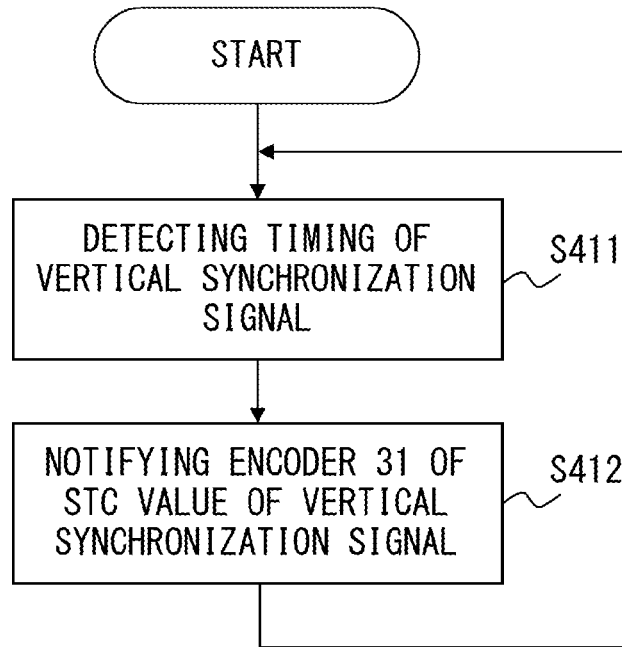 START
DETECTING TIMING OF
VERTICAL SYNCHRONIZATION
SIGNAL
S411
NOTIFYING ENCODER 31 OF
STC VALUE OF VERTICAL
SYNCHRONIZATION SIGNAL
S412